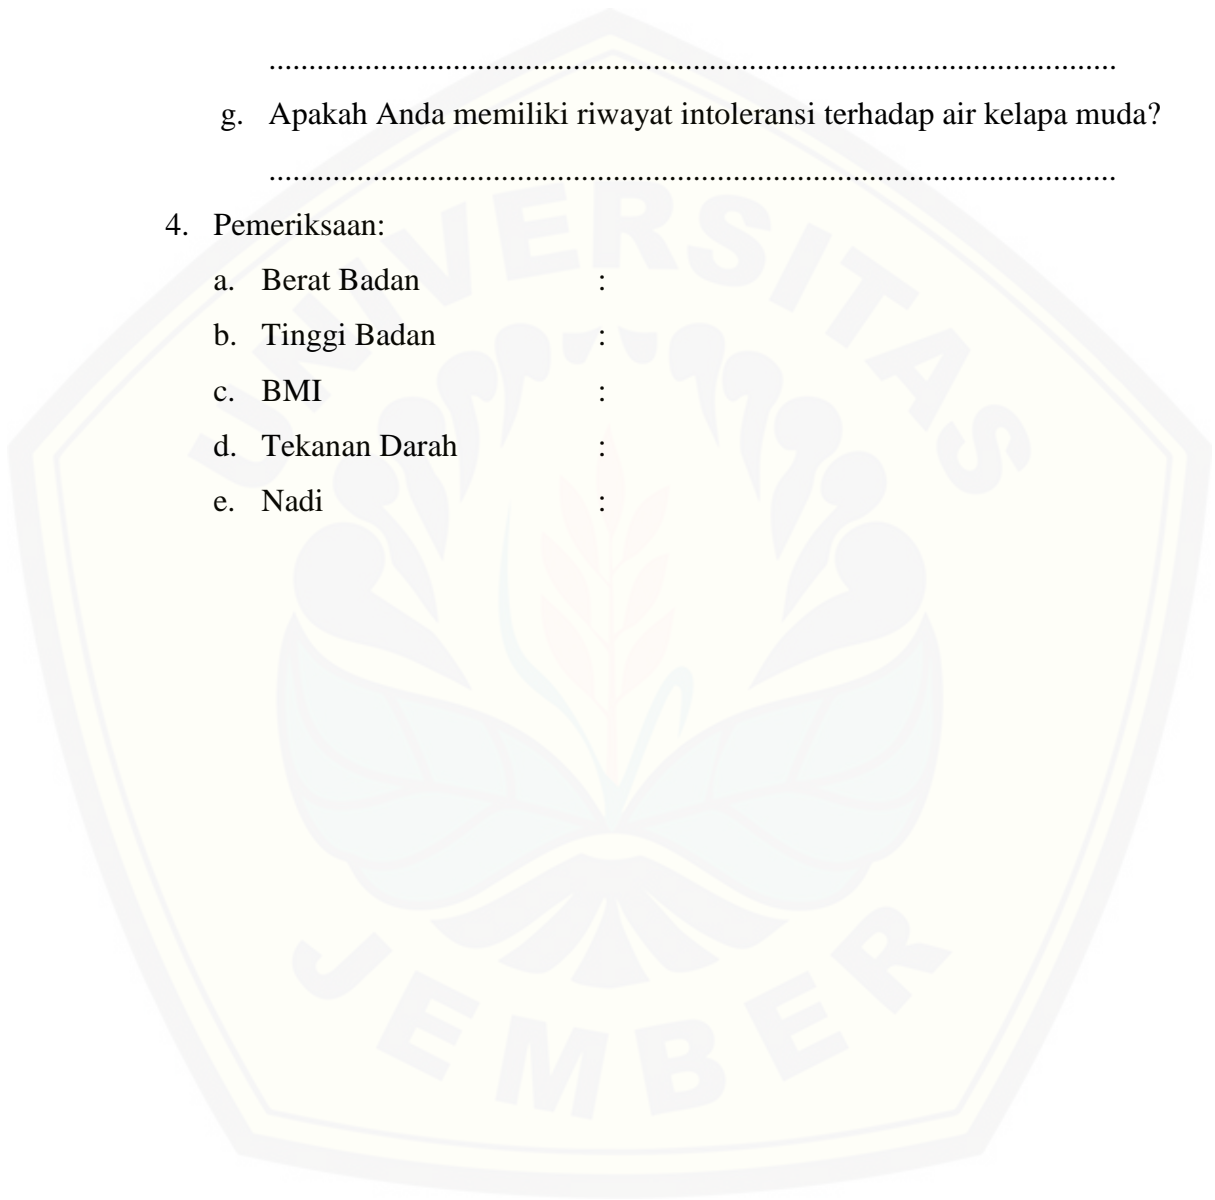 ..........................................................................................................
g. Apakah Anda memiliki riwayat intoleransi terhadap air kelapa muda?
..........................................................................................................
4. Pemeriksaan:
a. Berat Badan :
b. Tinggi Badan :
c. BMI :
d. Tekanan Darah :
e. Nadi :
UNIVERSITAS
JEMBER